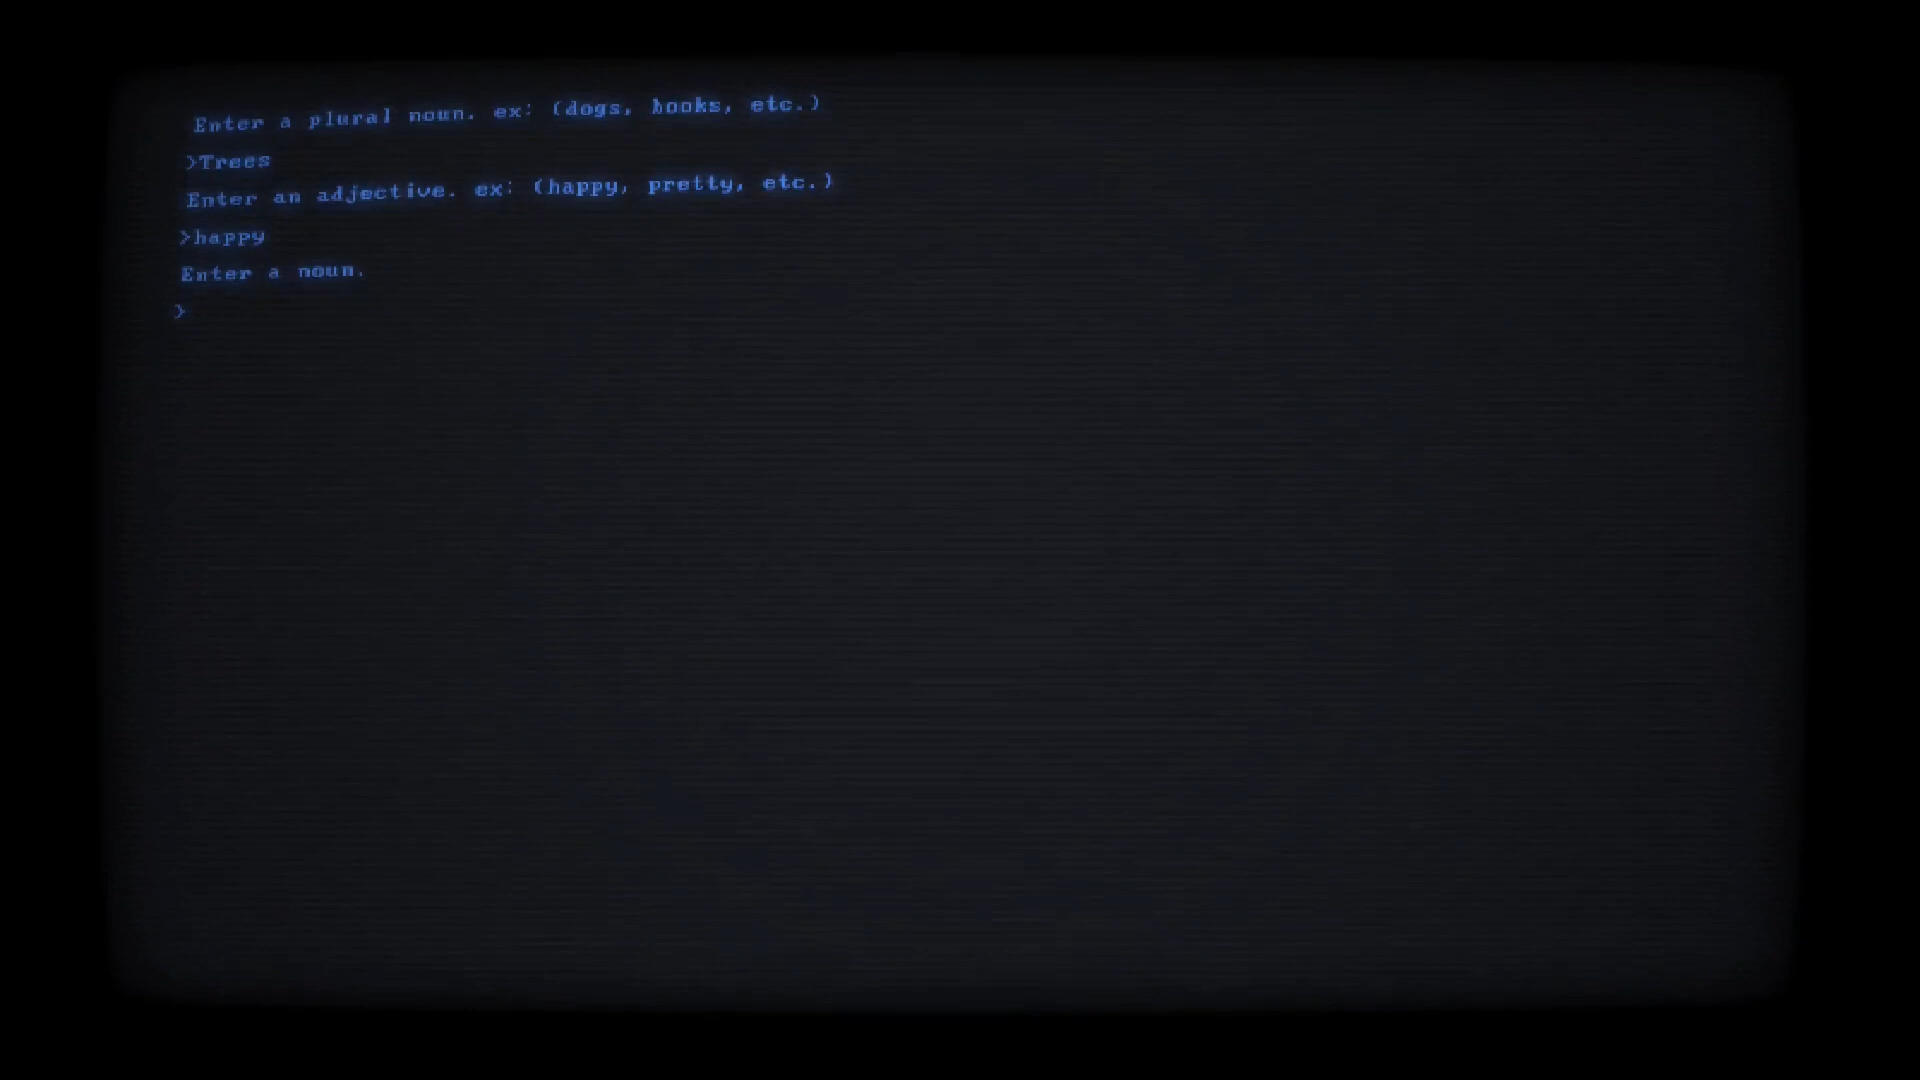 Enter a plural noun. ex: (dogs, books, etc.)
>Trees
Enter an adjective. ex: (happy, pretty, etc.)
>happy
Enter a noun.
>